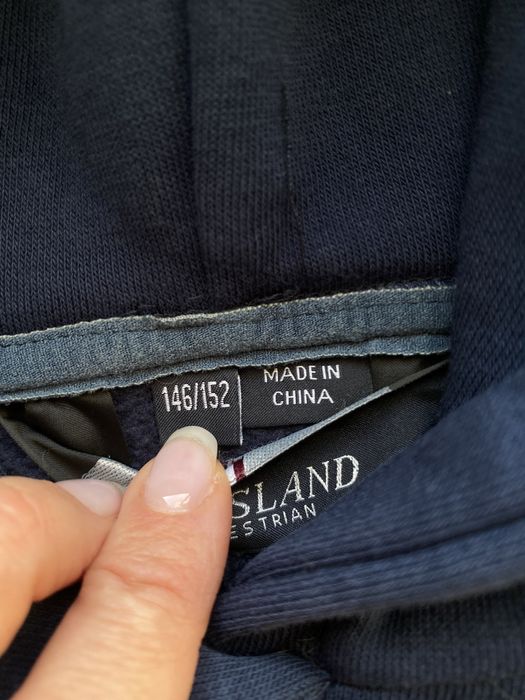 146/152
MADE IN
CHINA
SLAND
ESTRIAN